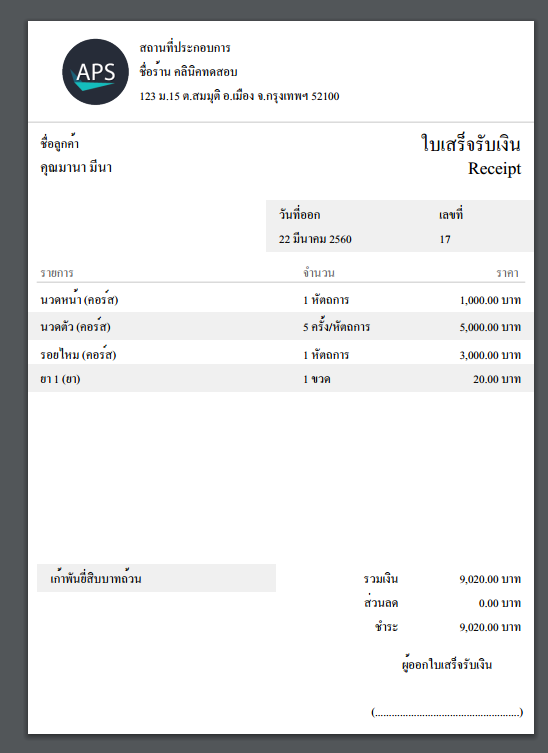 APS
สถานที่ประกอบการ
ชื่อร้าน คลินิคทดสอบ
123 ม.15 ต.สมมุติ อ.เมือง จ.กรุงเทพฯ 52100
ชื่อลูกค้า
คุณมานา มีนา
ใบเสร็จรับเงิน
Receipt
วันที่ออก เลขที่
22 มีนาคม 2560 17
รายการ จำนวน ราคา
นวดหน้า (คอร์ส) 1 หัตถการ 1,000.00 บาท
นวดตัว (คอร์ส) 5 ครั้ง/หัตถการ 5,000.00 บาท
รอยไหม (คอร์ส) 1 หัตถการ 3,000.00 บาท
ยา 1 (ยา) 1 ขวด 20.00 บาท
เก้าพันยี่สิบบาทถ้วน รวมเงิน 9,020.00 บาท
ส่วนลด 0.00 บาท
ชำระ 9,020.00 บาท
ผู้ออกใบเสร็จรับเงิน
(....................................................)